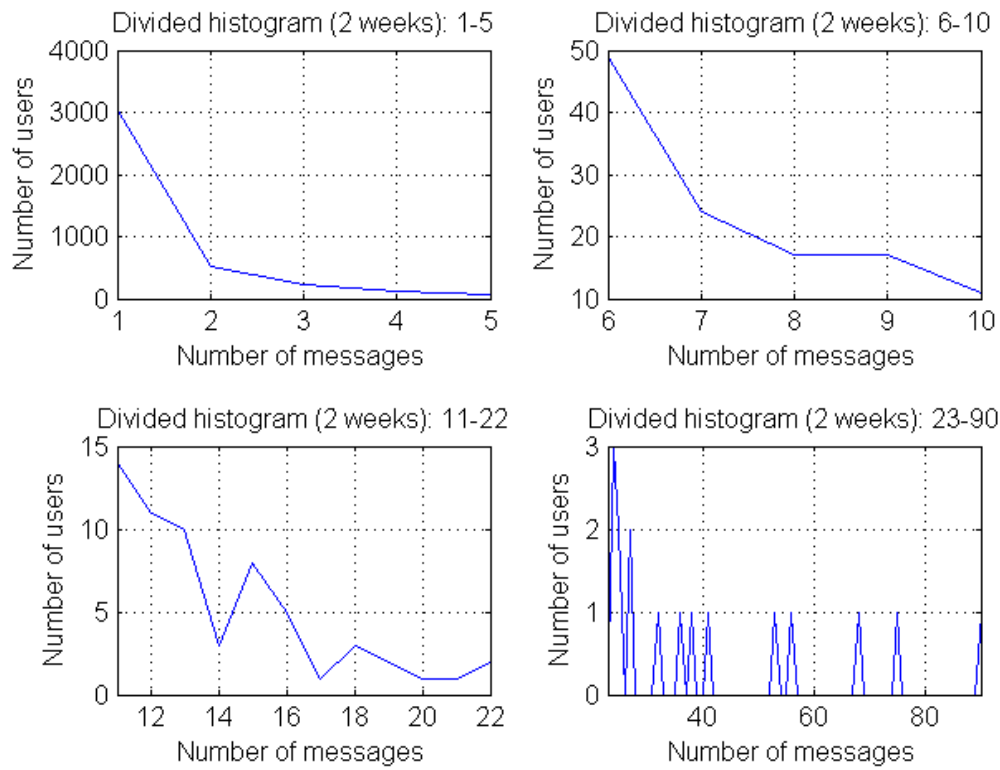 Divided histogram (2 weeks): 1-5
4000
3000
2000
1000
0
Number of users
1 2 3 4 5
Number of messages
Divided histogram (2 weeks): 6-10
50
40
30
20
10
Number of users
6 7 8 9 10
Number of messages
Divided histogram (2 weeks): 11-22
15
10
5
0
Number of users
12 14 16 18 20 22
Number of messages
Divided histogram (2 weeks): 23-90
3
2
1
0
Number of users
40 60 80
Number of messages